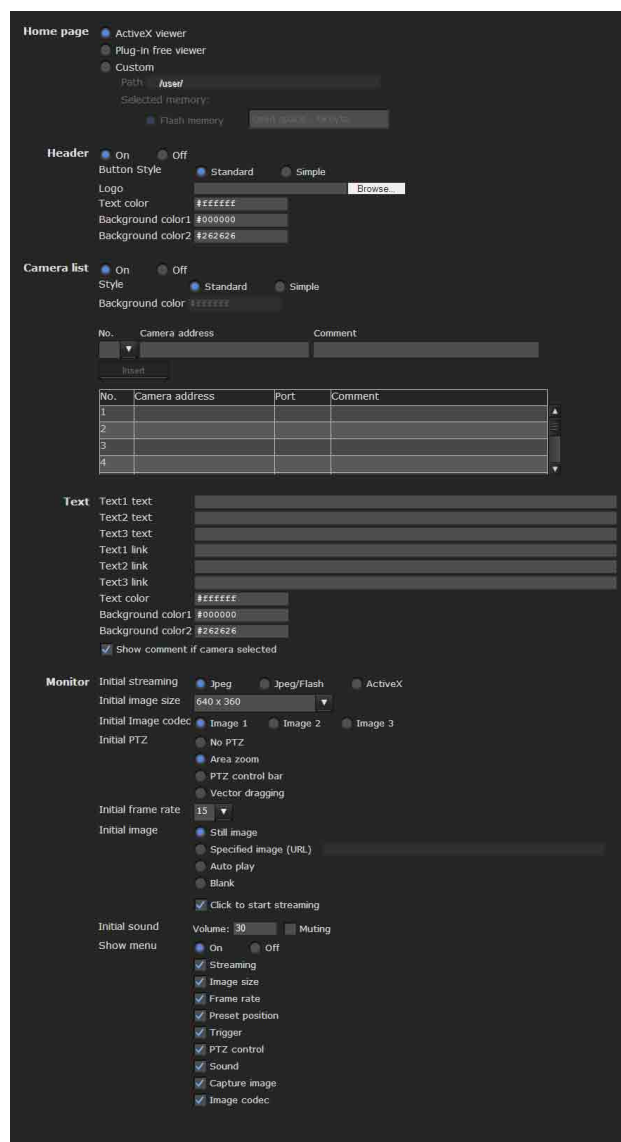 Home page ActiveX viewer
Plug-in free viewer
Custom
Path /user/
Selected memory:
Flash memory
Header On Off
Button Style Standard Simple
Logo Browse...
Text color #ffffff
Background color1 #000000
Background color2 #262626
Camera list On Off
Style Standard Simple
Background color #ffffff
No. Camera address Comment
Insert
No. Camera address Port Comment
1
2
3
4
Text Text1 text
Text2 text
Text3 text
Text1 link
Text2 link
Text3 link
Text color #ffffff
Background color1 #000000
Background color2 #262626
Show comment if camera selected
Monitor Initial streaming Jpeg Jpeg/Flash ActiveX
Initial image size 640 x 360
Initial Image codec Image 1 Image 2 Image 3
Initial PTZ No PTZ
Area zoom
PTZ control bar
Vector dragging
Initial frame rate 15
Initial image Still image
Specified image (URL)
Auto play
Blank
Click to start streaming
Initial sound Volume: 30 Muting
Show menu On Off
Streaming
Image size
Frame rate
Preset position
Trigger
PTZ control
Sound
Capture image
Image codec